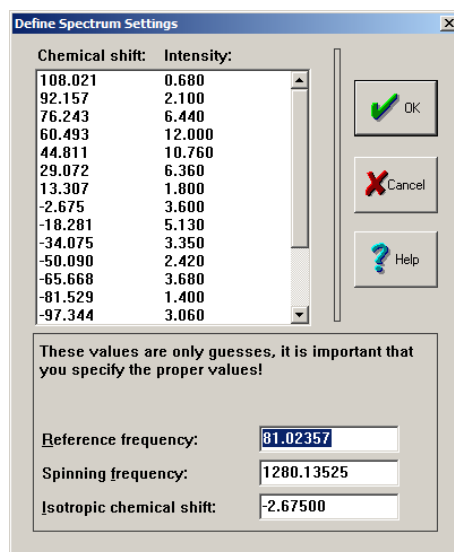 Define Spectrum Settings
Chemical shift: Intensity:
108.021 0.680
92.157 2.100
76.243 6.440
60.493 12.000
44.811 10.760
29.072 6.360
13.307 1.800
-2.675 3.600
-18.281 5.130
-34.075 3.350
-50.090 2.420
-65.668 3.680
-81.529 1.400
-97.344 3.060
OK
Cancel
Help
These values are only guesses, it is important that
you specify the proper values!
Reference frequency: 81.02357
Spinning frequency: 1280.13525
Isotropic chemical shift: -2.67500